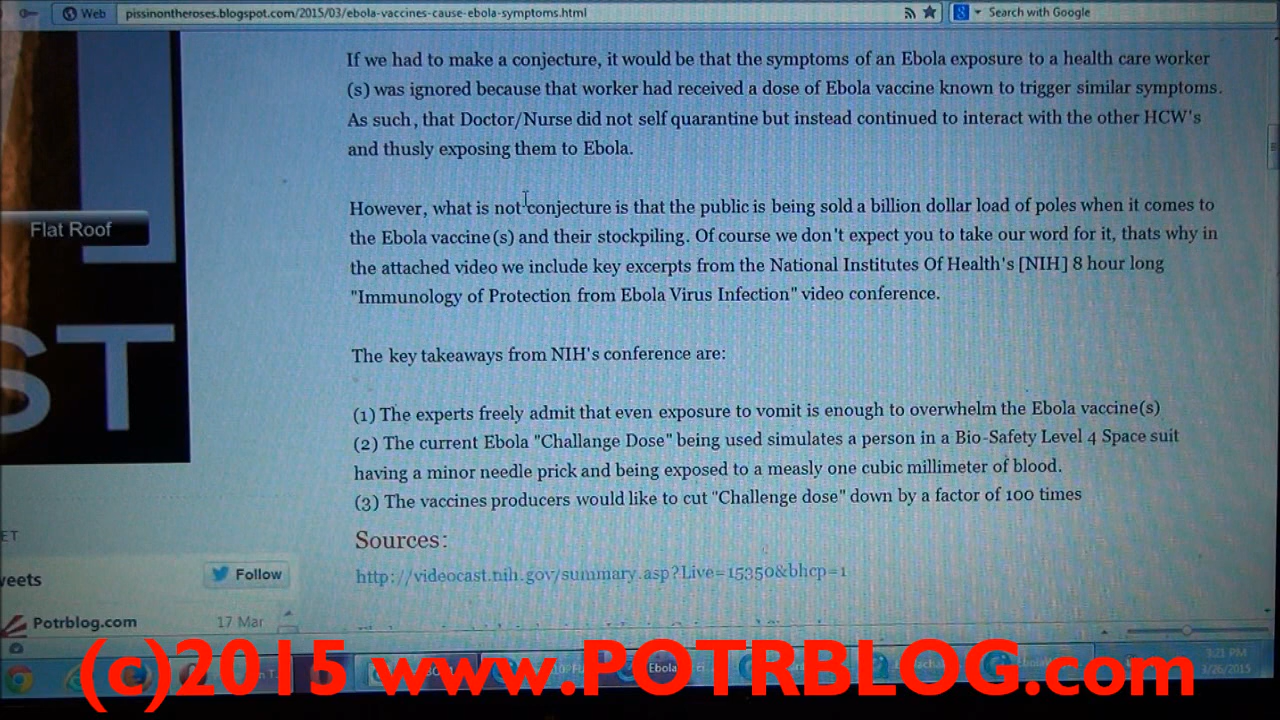 Web
pissinontheroses.blogspot.com/2015/03/ebola-vaccines-cause-ebola-symptoms.html
Search with Google
If we had to make a conjecture, it would be that the symptoms of an Ebola exposure to a health care worker
(s) was ignored because that worker had received a dose of Ebola vaccine known to trigger similar symptoms.
As such, that Doctor/Nurse did not self quarantine but instead continued to interact with the other HCW's
and thusly exposing them to Ebola.
Flat Roof
However, what is not conjecture is that the public is being sold a billion dollar load of poles when it comes to
the Ebola vaccine(s) and their stockpiling. Of course we don't expect you to take our word for it, thats why in
the attached video we include key excerpts from the National Institutes Of Health's [NIH] 8 hour long
"Immunology of Protection from Ebola Virus Infection" video conference.
The key takeaways from NIH's conference are:
ST
(1) The experts freely admit that even exposure to vomit is enough to overwhelm the Ebola vaccine(s)
(2) The current Ebola "Challange Dose" being used simulates a person in a Bio-Safety Level 4 Space suit
having a minor needle prick and being exposed to a measly one cubic millimeter of blood.
(3) The vaccines producers would like to cut "Challenge dose" down by a factor of 100 times
Sources:
ET
http://videocast.nih.gov/summary.asp?Live=15350&bhcp=1
veets
Follow
Potrblog.com
17 Mar
(c)2015 www.POTRBLOG.com
Ebola
3:21 PM
3/26/2015